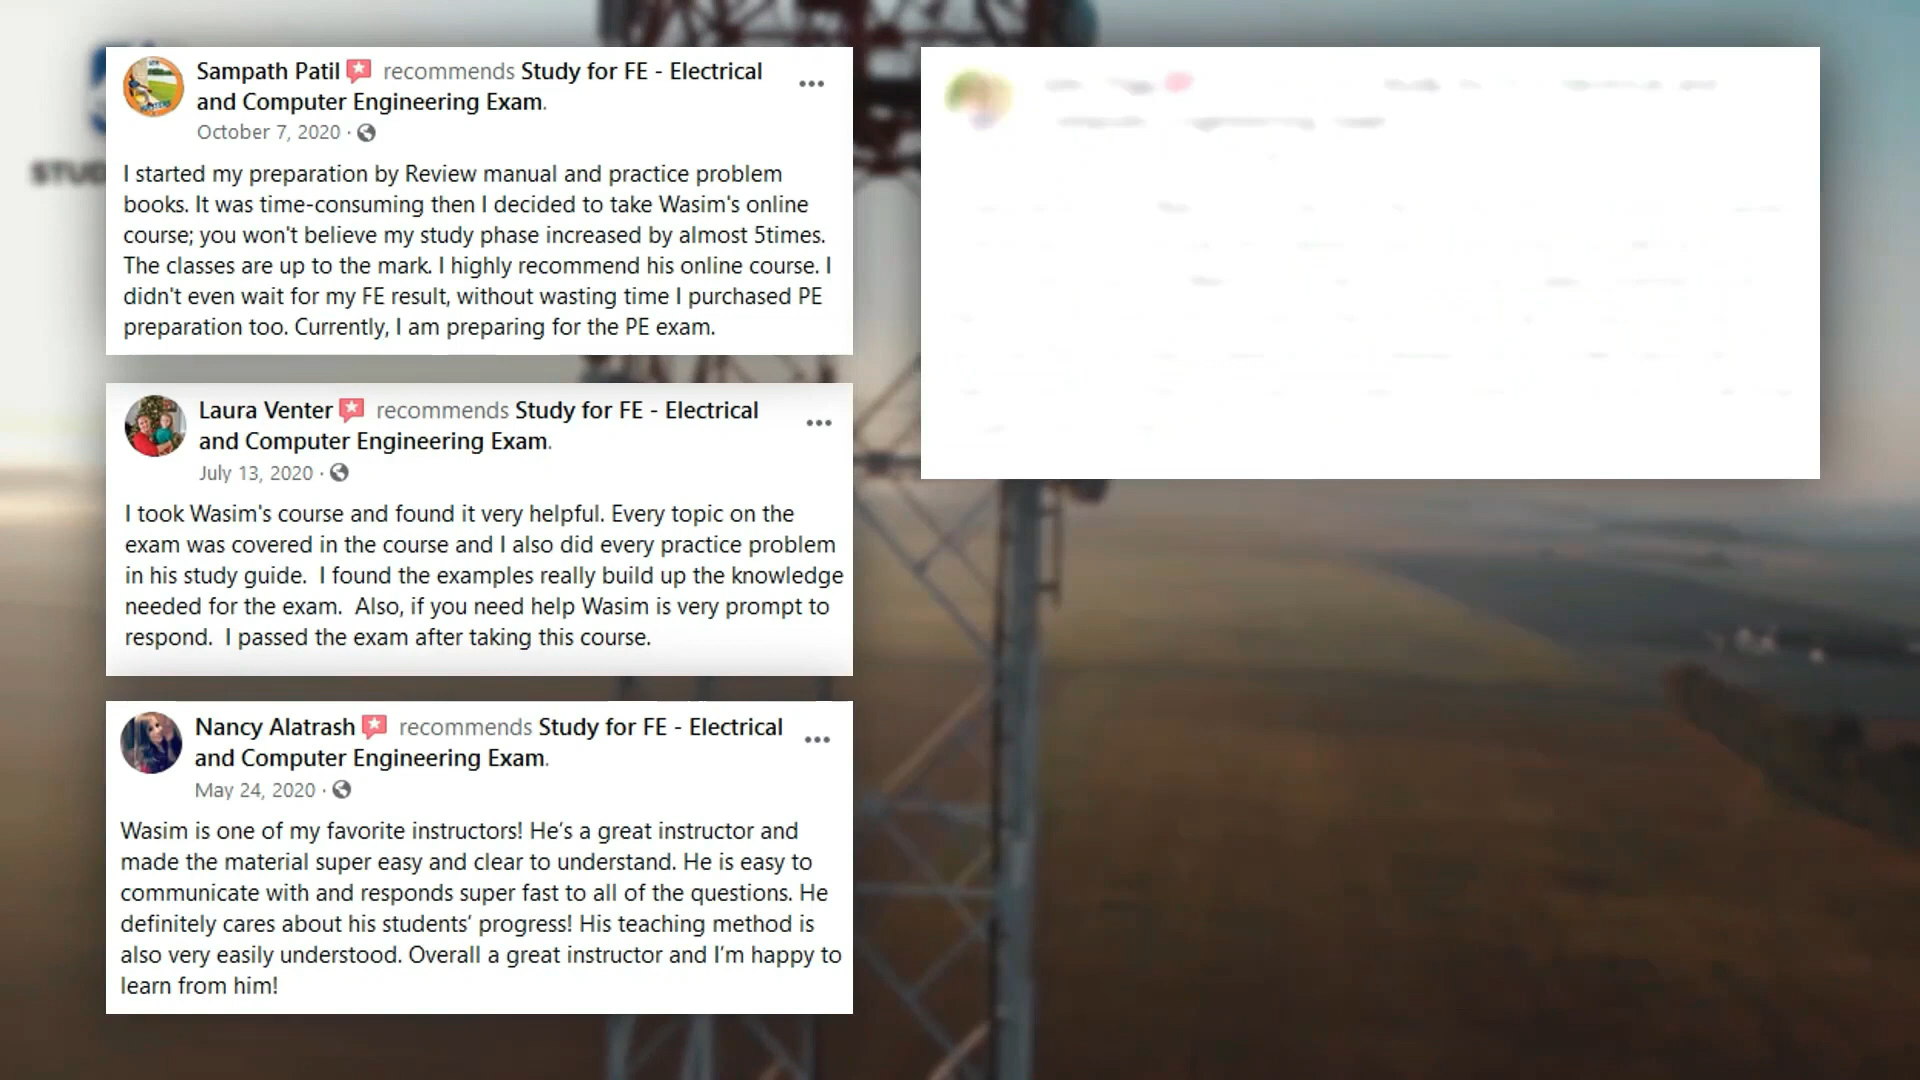 Sampath Patil recommends Study for FE - Electrical
and Computer Engineering Exam.
October 7, 2020 ·
I started my preparation by Review manual and practice problem
books. It was time-consuming then I decided to take Wasim's online
course; you won't believe my study phase increased by almost 5times.
The classes are up to the mark. I highly recommend his online course. I
didn't even wait for my FE result, without wasting time I purchased PE
preparation too. Currently, I am preparing for the PE exam.
Laura Venter recommends Study for FE - Electrical
and Computer Engineering Exam.
July 13, 2020 ·
I took Wasim's course and found it very helpful. Every topic on the
exam was covered in the course and I also did every practice problem
in his study guide.  I found the examples really build up the knowledge
needed for the exam.  Also, if you need help Wasim is very prompt to
respond.  I passed the exam after taking this course.
Nancy Alatrash recommends Study for FE - Electrical
and Computer Engineering Exam.
May 24, 2020 ·
Wasim is one of my favorite instructors! He's a great instructor and
made the material super easy and clear to understand. He is easy to
communicate with and responds super fast to all of the questions. He
definitely cares about his students’ progress! His teaching method is
also very easily understood. Overall a great instructor and I’m happy to
learn from him!